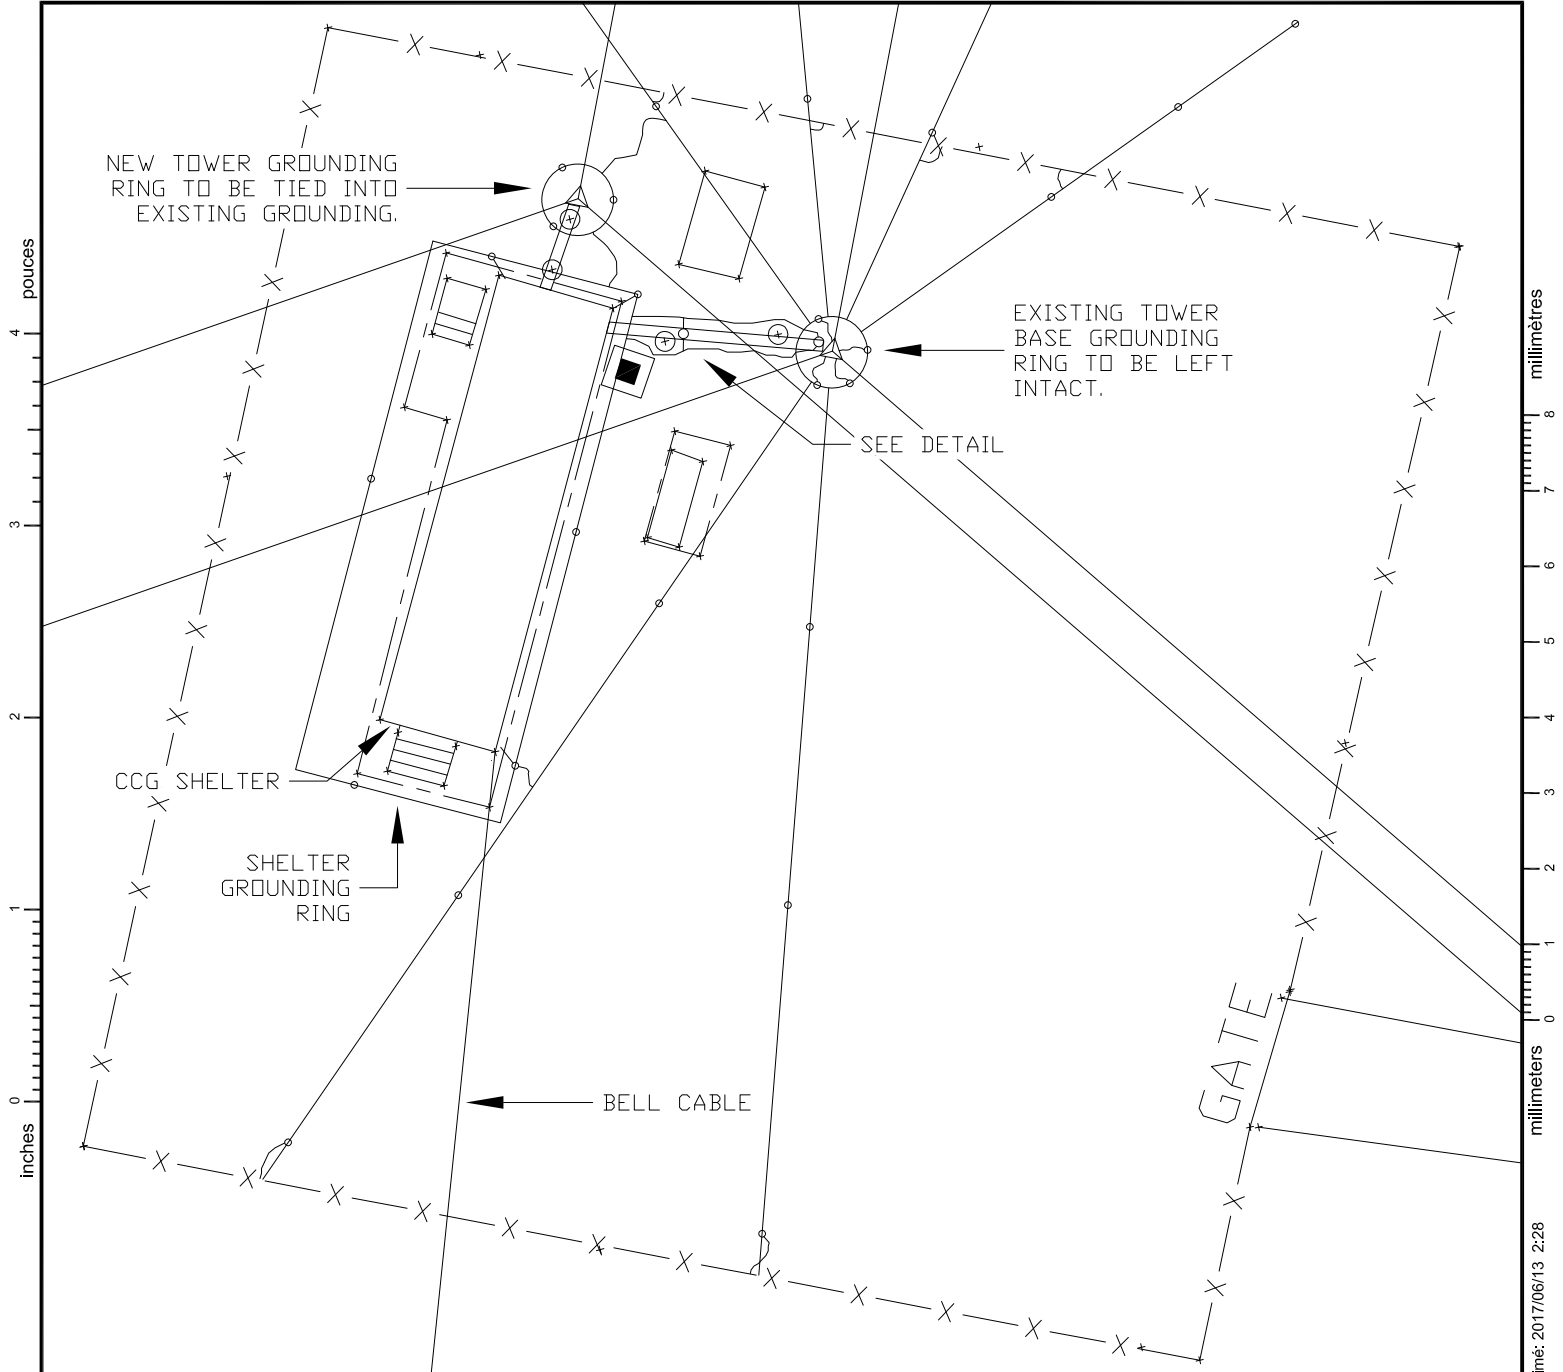 NEW TOWER GROUNDING
RING TO BE TIED INTO
EXISTING GROUNDING.
EXISTING TOWER
BASE GROUNDING
RING TO BE LEFT
INTACT.
SEE DETAIL
CCG SHELTER
SHELTER
GROUNDING
RING
BELL CABLE
GATE
pouces
4
3
2
1
0
inches
millimètres
8
7
6
5
4
3
2
1
0
millimeters
imé: 2017/06/13 2:28